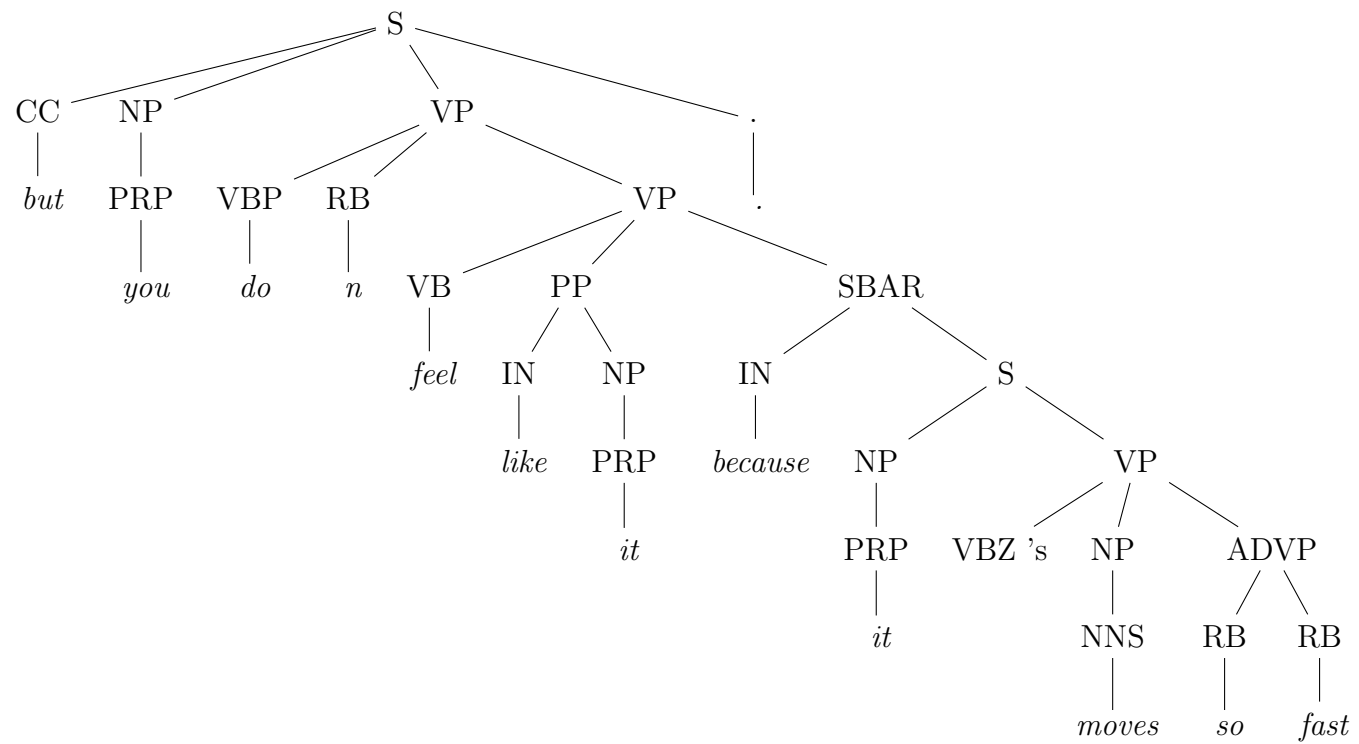 S
CC NP VP .
but PRP VBP RB VP .
you do n VB PP SBAR
feel IN NP IN S
like PRP because NP VP
it PRP VBZ 's NP ADVP
it NNS RB RB
moves so fast